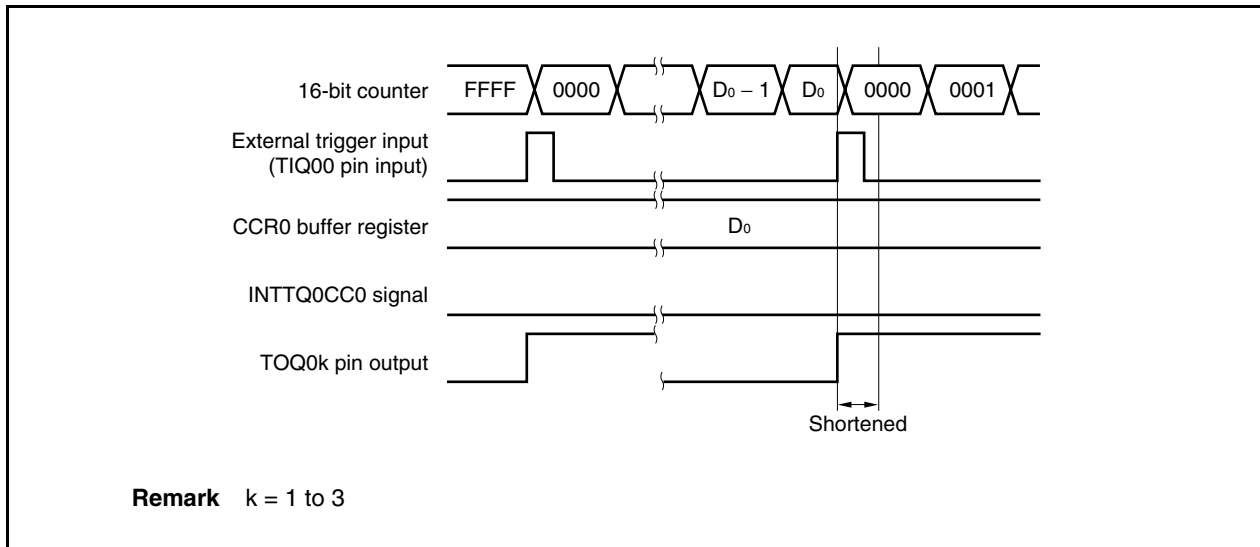 16-bit counter FFFF 0000 D0 − 1 D0 0000 0001
External trigger input
(TIQ00 pin input)
CCR0 buffer register D0
INTTQ0CC0 signal
TOQ0k pin output
Shortened
Remark k = 1 to 3